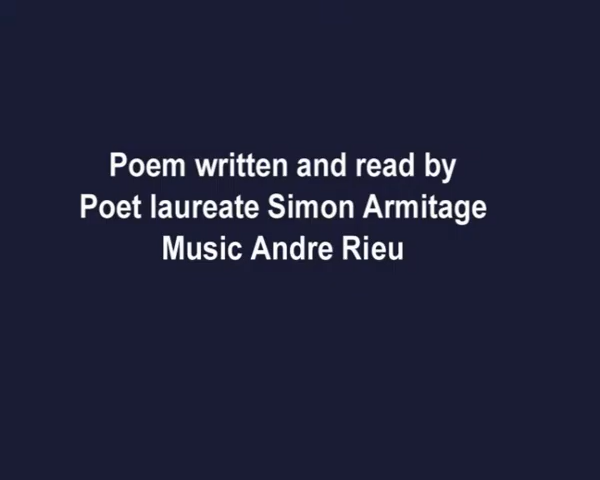 Poem written and read by
Poet laureate Simon Armitage
Music Andre Rieu